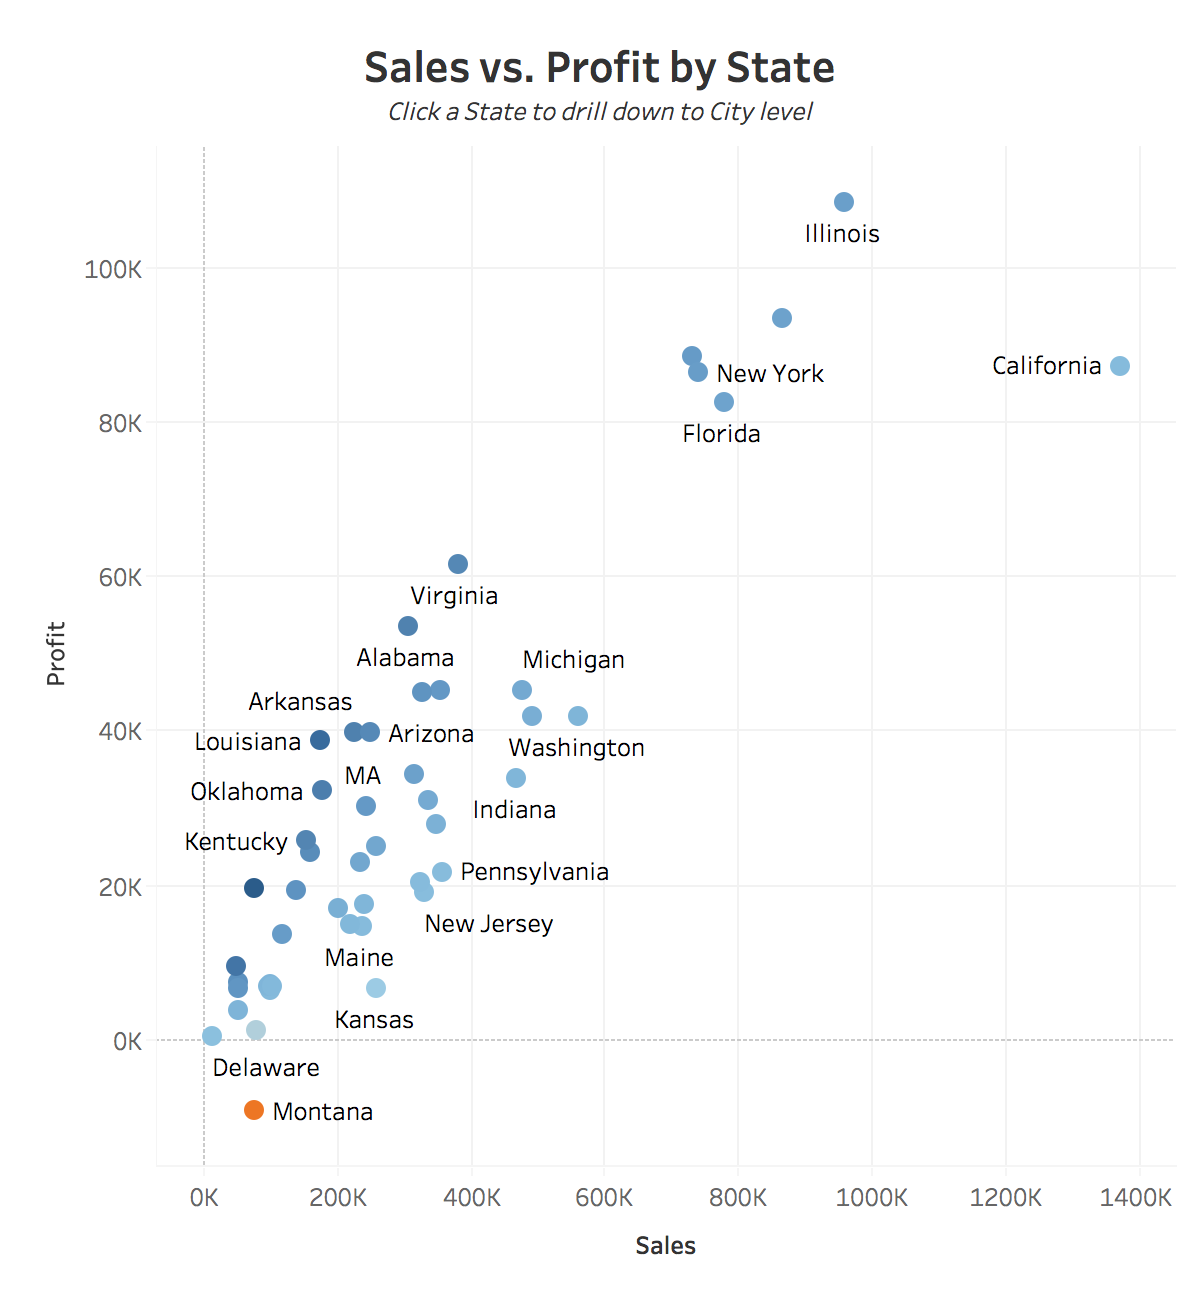 Sales vs. Profit by State
Click a State to drill down to City level
Illinois
100K
California
New York
80K
Florida
60K
Virginia
Profit
Alabama
Michigan
Arkansas
40K
Louisiana
Arizona
Washington
MA
Oklahoma
Indiana
Kentucky
Pennsylvania
20K
New Jersey
Maine
Kansas
0K
Delaware
Montana
0K 200K 400K 600K 800K 1000K 1200K 1400K
Sales